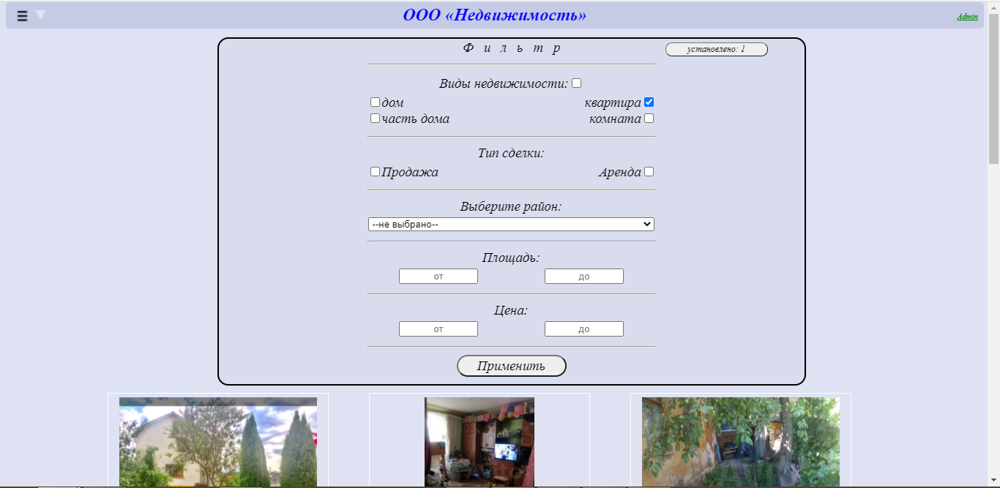 ООО «Недвижимость»
Admin
Фильтр
установлено: 1
Виды недвижимости:
дом квартира
часть дома комната
Тип сделки:
Продажа Аренда
Выберите район:
--не выбрано--
Площадь:
от до
Цена:
от до
Применить